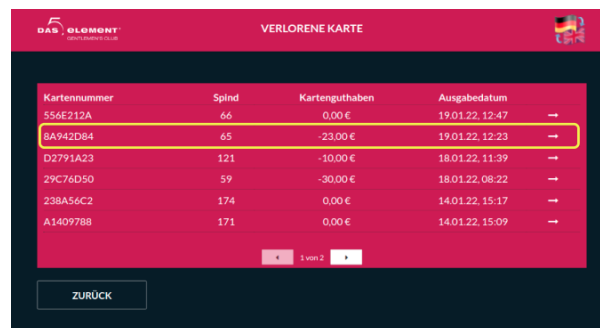 5
DAS ELEMENT
GENTLEMEN'S CLUB
VERLORENE KARTE
Kartennummer Spind Kartenguthaben Ausgabedatum
556E212A 66 0,00 € 19.01.22, 12:47 →
8A942D84 65 -23,00 € 19.01.22, 12:23 →
D2791A23 121 -10,00 € 18.01.22, 11:39 →
29C76D50 59 -30,00 € 18.01.22, 08:22 →
238A56C2 174 0,00 € 14.01.22, 15:17 →
A1409788 171 0,00 € 14.01.22, 15:09 →
1 von 2
ZURÜCK